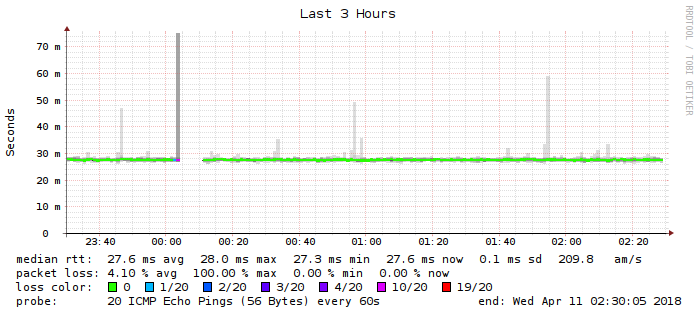 Last 3 Hours
RRDTOOL / TOBI OETIKER
Seconds
70 m
60 m
50 m
40 m
30 m
20 m
10 m
0
23:40 00:00 00:20 00:40 01:00 01:20 01:40 02:00 02:20
median rtt: 27.6 ms avg 28.0 ms max 27.3 ms min 27.6 ms now 0.1 ms sd 209.8 am/s
packet loss: 4.10 % avg 100.00 % max 0.00 % min 0.00 % now
loss color: 0 1/20 2/20 3/20 4/20 10/20 19/20
probe: 20 ICMP Echo Pings (56 Bytes) every 60s end: Wed Apr 11 02:30:05 2018